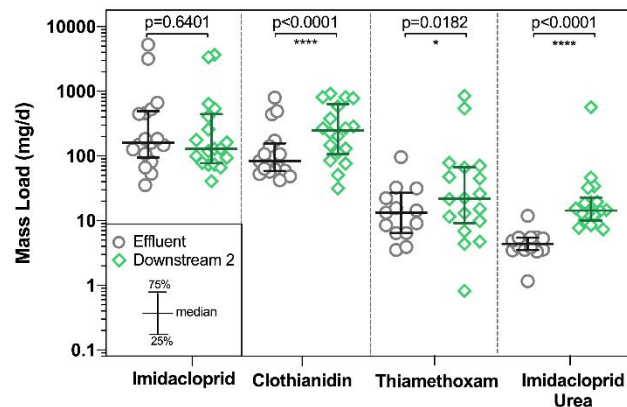 p=0.6401 p<0.0001 p=0.0182 p<0.0001
**** * ****
10000
1000
100
10
1
0.1
Mass Load (mg/d)
Effluent
Downstream 2
75%
median
25%
Imidacloprid Clothianidin Thiamethoxam Imidacloprid
Urea